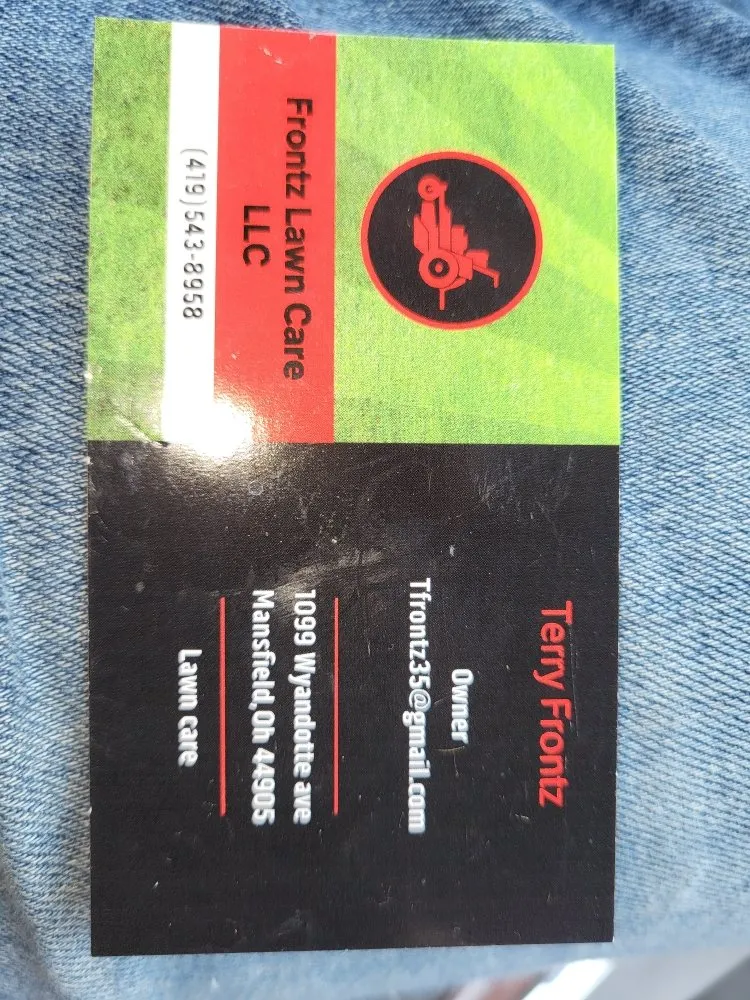 Frontz Lawn Care
LLC
(419)543-8958
Terry Frontz
Owner
Tfrontz35@gmail.com
1099 Wyandotte ave
Mansfield,Oh 44905
Lawn care